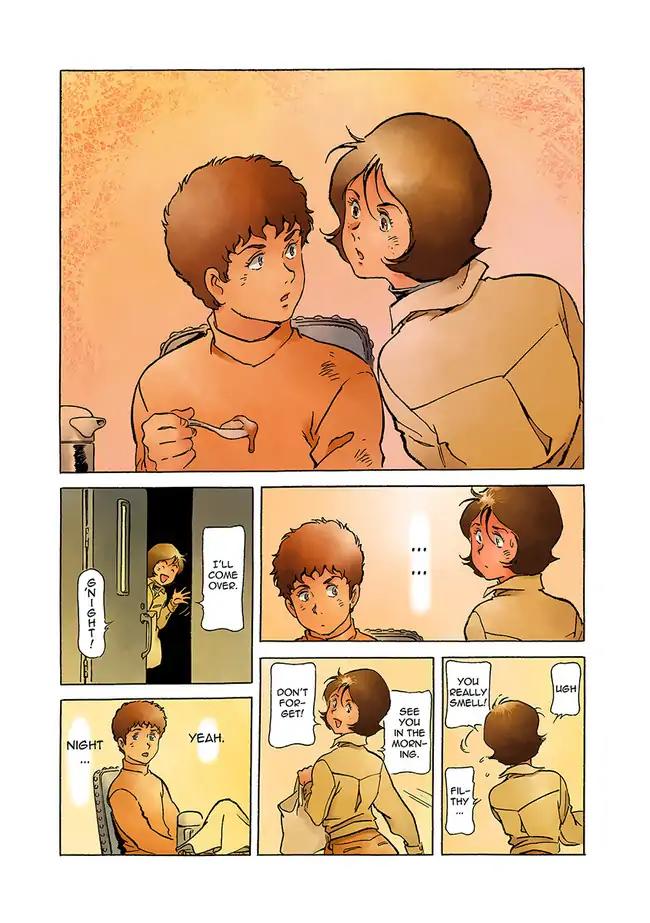 ...
...
UGH
YOU
REALLY
SMELL!
FIL-
THY
...
SEE
YOU
IN THE
MORN-
ING.
DON'T
FOR-
GET!
I'LL
COME
OVER.
G'NIGHT!
YEAH.
NIGHT
...